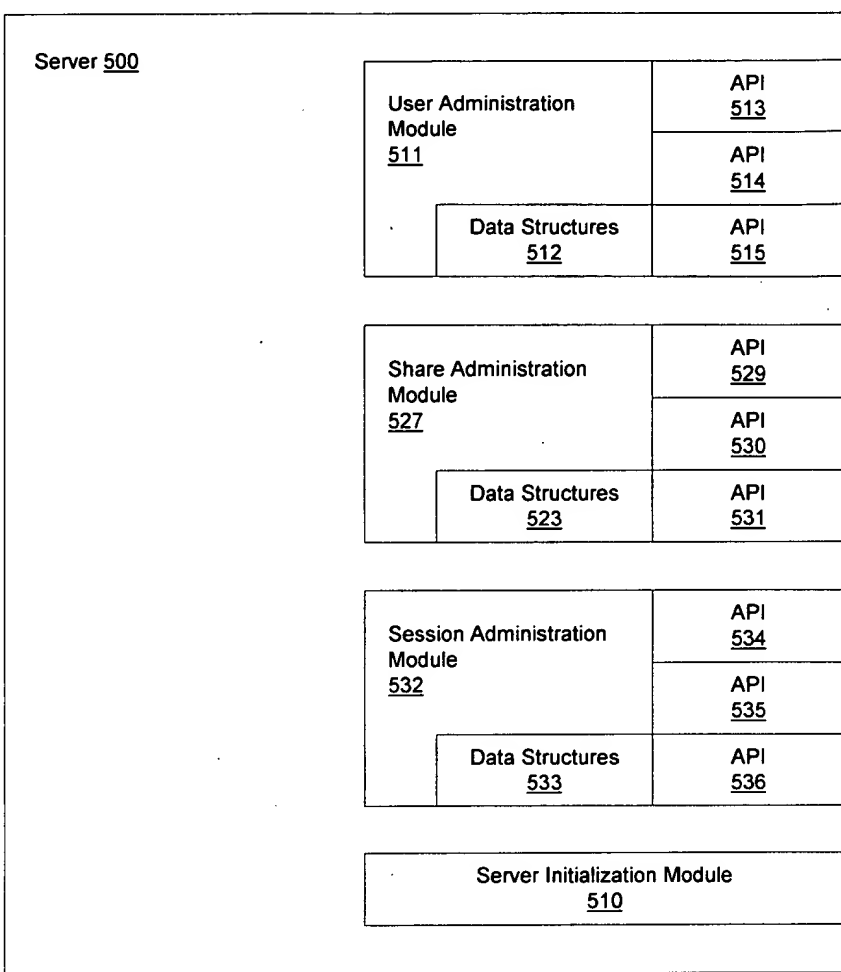 Server 500
User Administration
Module
511
API
513
API
514
Data Structures
512
API
515
Share Administration
Module
527
API
529
API
530
Data Structures
523
API
531
Session Administration
Module
532
API
534
API
535
Data Structures
533
API
536
Server Initialization Module
510